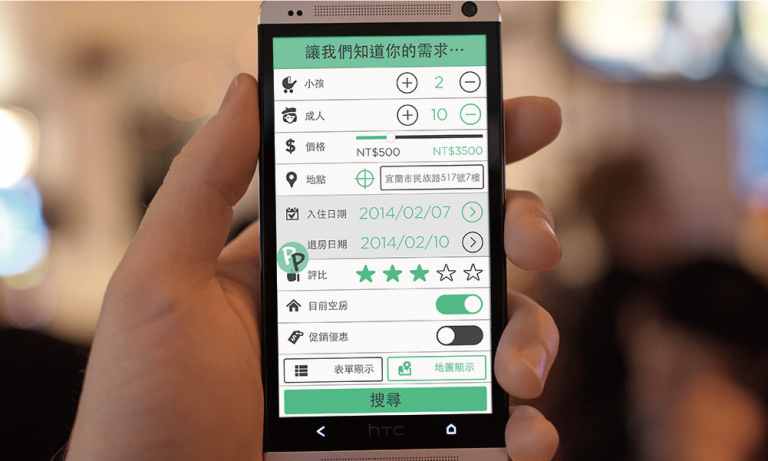 讓我們知道你的需求…
小孩 2
成人 10
$ 價格 NT$500 NT$3500
地點 宜蘭市民族路517號7樓
入住日期 2014/02/07
退房日期 2014/02/10
PP
評比
目前空房
促銷優惠
表單顯示 地圖顯示
搜尋
hTC